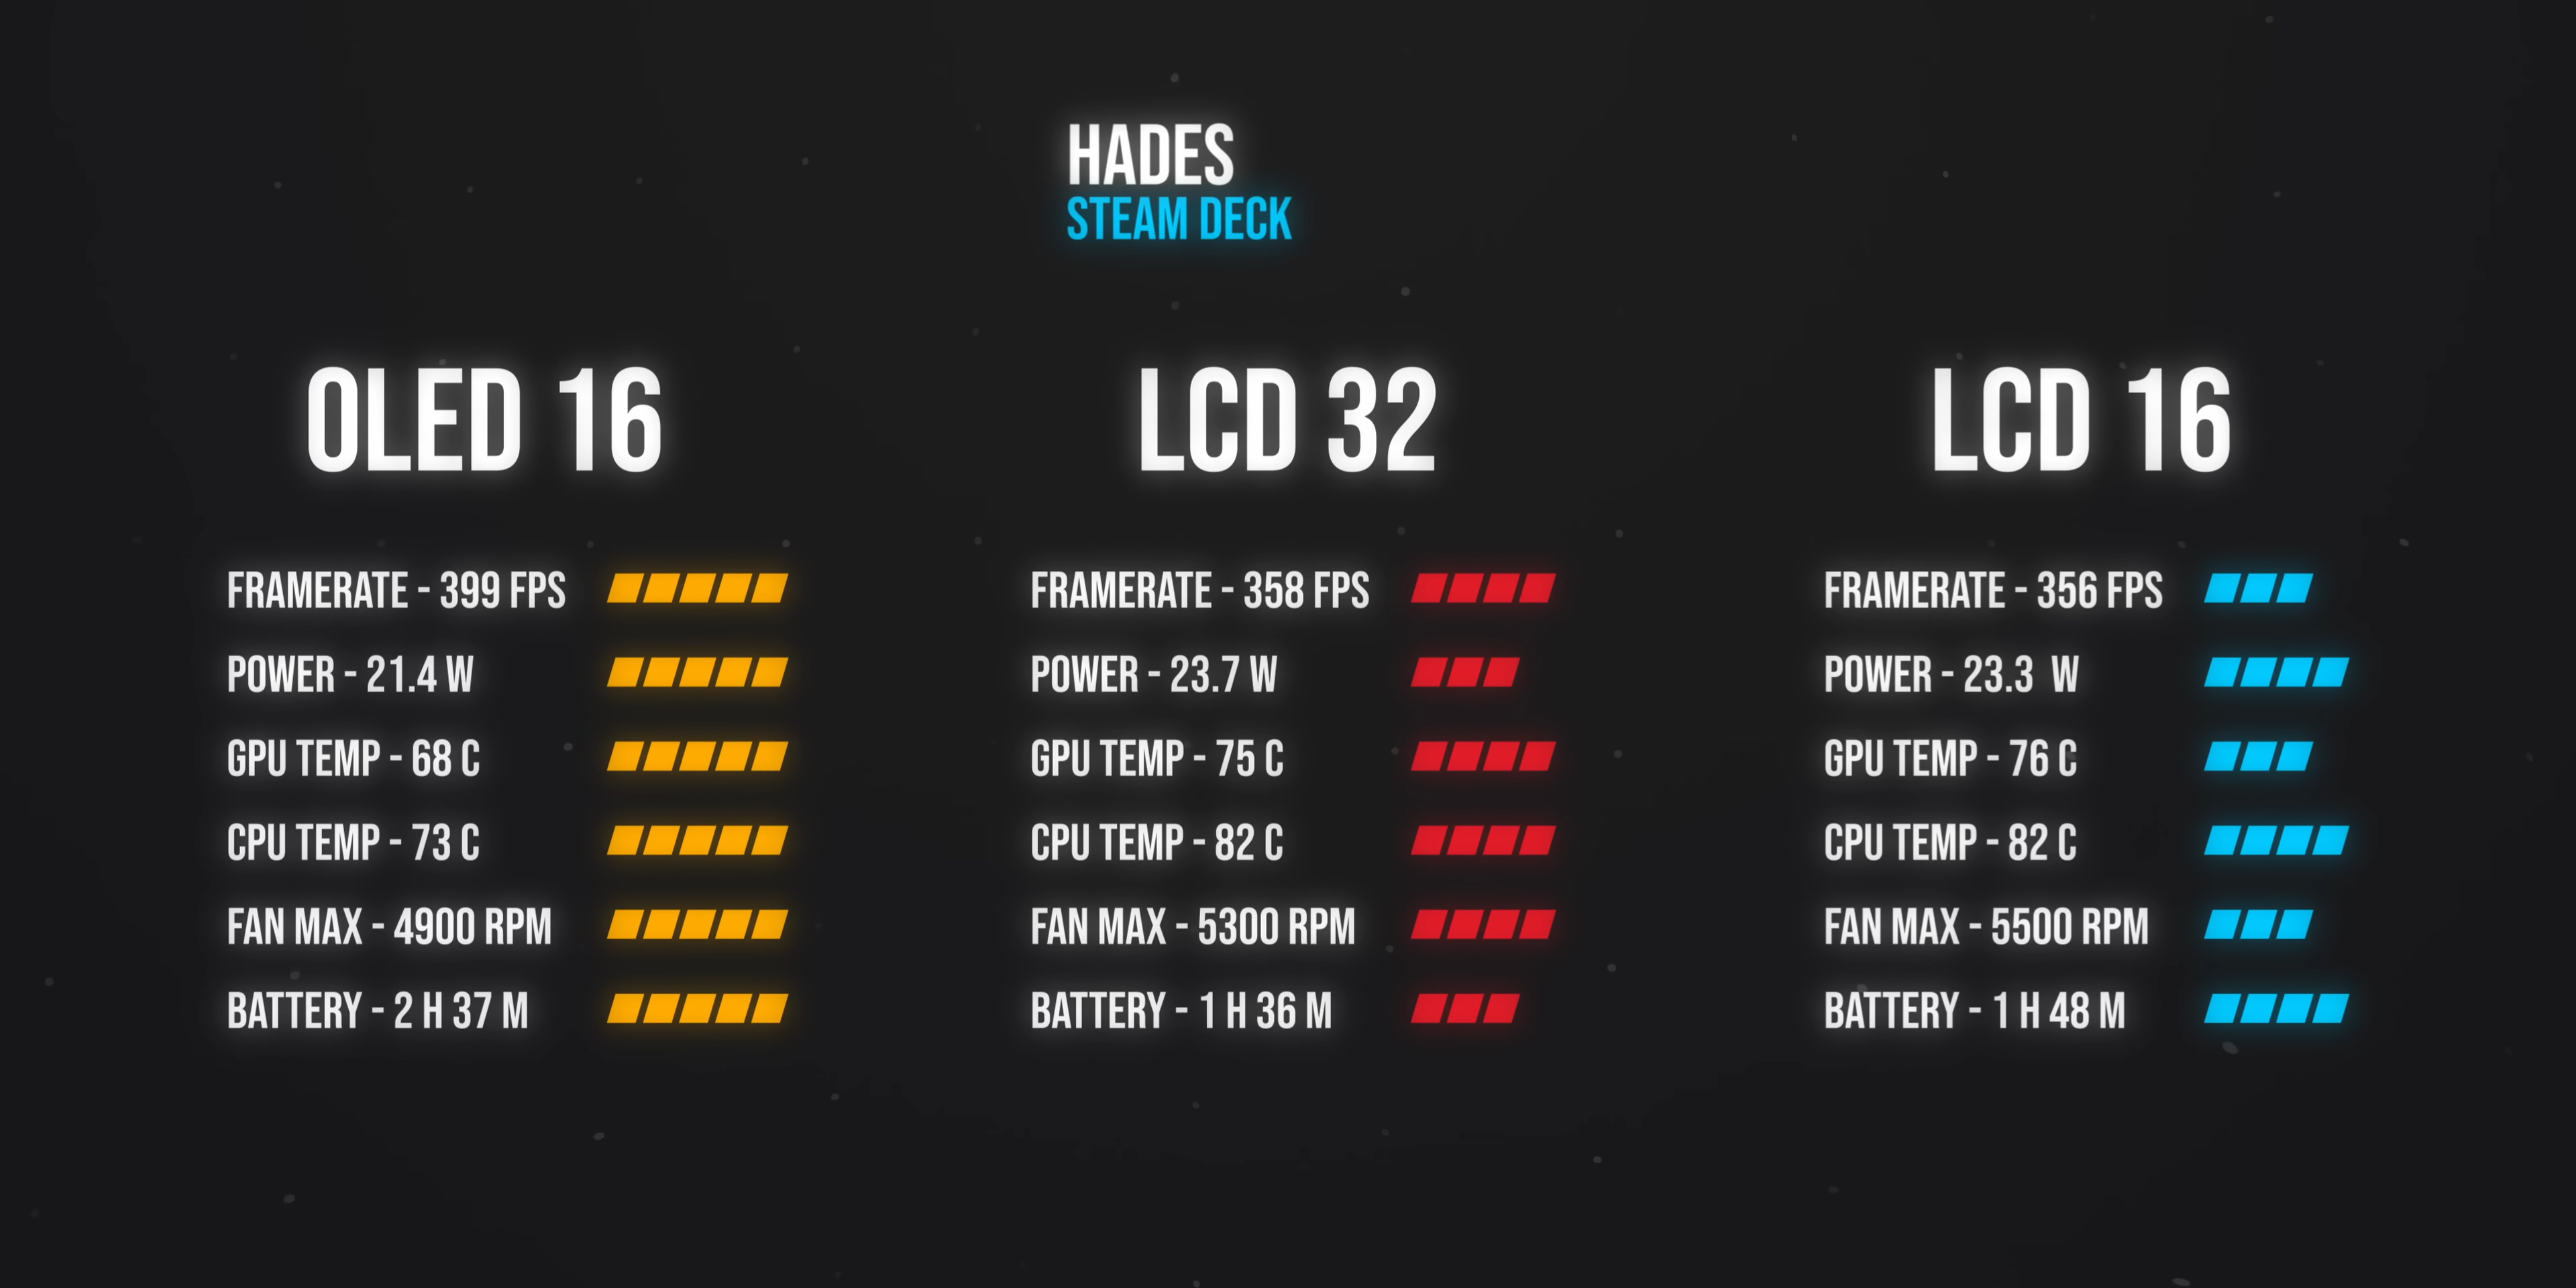 HADES
STEAM DECK
OLED 16
FRAMERATE - 399 FPS
POWER - 21.4 W
GPU TEMP - 68 C
CPU TEMP - 73 C
FAN MAX - 4900 RPM
BATTERY - 2 H 37 M
LCD 32
FRAMERATE - 358 FPS
POWER - 23.7 W
GPU TEMP - 75 C
CPU TEMP - 82 C
FAN MAX - 5300 RPM
BATTERY - 1 H 36 M
LCD 16
FRAMERATE - 356 FPS
POWER - 23.3 W
GPU TEMP - 76 C
CPU TEMP - 82 C
FAN MAX - 5500 RPM
BATTERY - 1 H 48 M